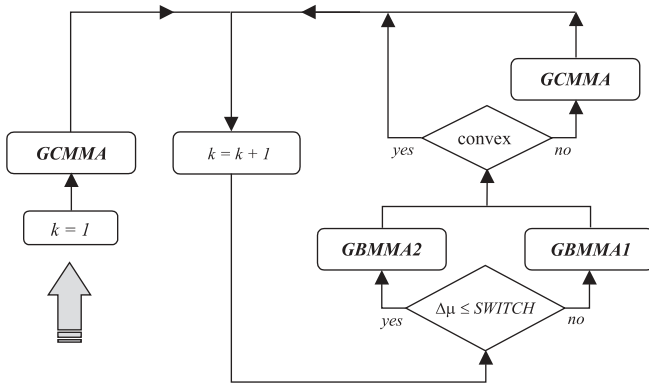 GCMMA
GCMMA
k = k + 1
convex
yes
no
k = 1
GBMMA2
GBMMA1
Δμ ≤ SWITCH
yes
no